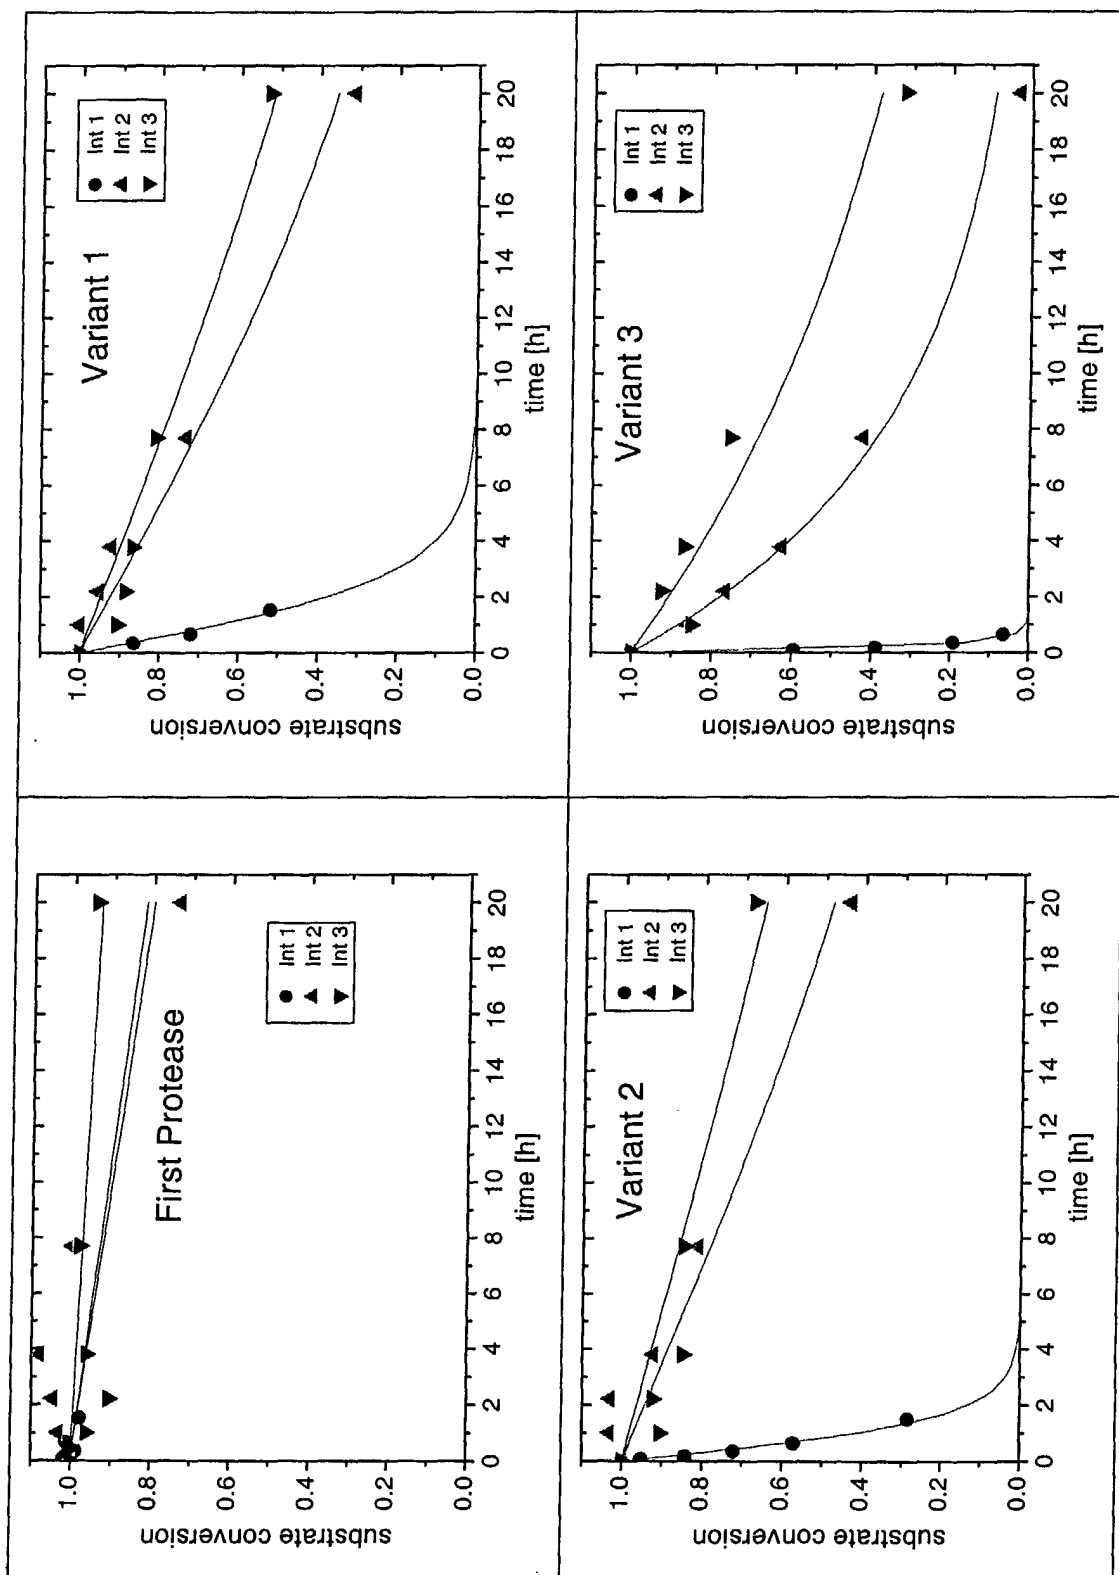 First Protease
substrate conversion
1.0
0.8
0.6
0.4
0.2
0.0
0 2 4 6 8 10 12 14 16 18 20
time [h]
Int 1
Int 2
Int 3
Variant 1
substrate conversion
1.0
0.8
0.6
0.4
0.2
0.0
0 2 4 6 8 10 12 14 16 18 20
time [h]
Int 1
Int 2
Int 3
Variant 2
substrate conversion
1.0
0.8
0.6
0.4
0.2
0.0
0 2 4 6 8 10 12 14 16 18 20
time [h]
Int 1
Int 2
Int 3
Variant 3
substrate conversion
1.0
0.8
0.6
0.4
0.2
0.0
0 2 4 6 8 10 12 14 16 18 20
time [h]
Int 1
Int 2
Int 3